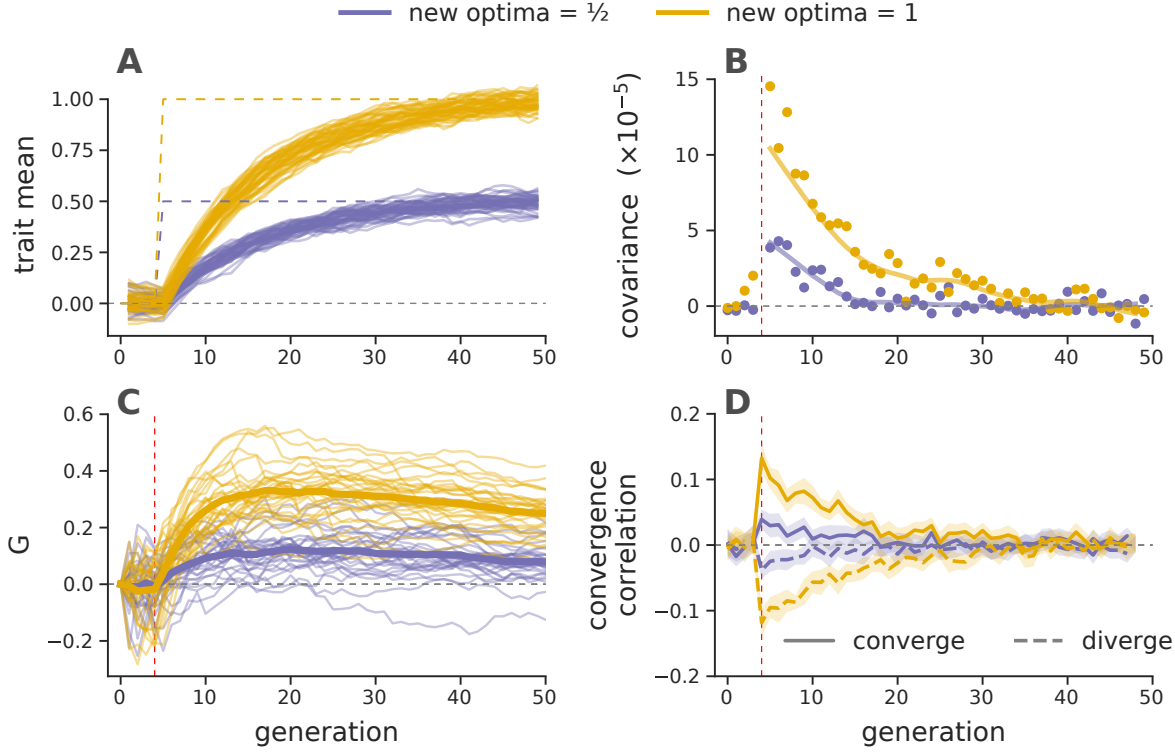 new optima = ½ new optima = 1
A
trait mean
1.00
0.75
0.50
0.25
0.00
0 10 20 30 40 50
B
covariance (×10⁻⁵)
15
10
5
0
0 10 20 30 40 50
C
G
0.6
0.4
0.2
0.0
−0.2
0 10 20 30 40 50
generation
D
convergence
correlation
0.2
0.1
0.0
−0.1
−0.2
converge diverge
0 10 20 30 40 50
generation